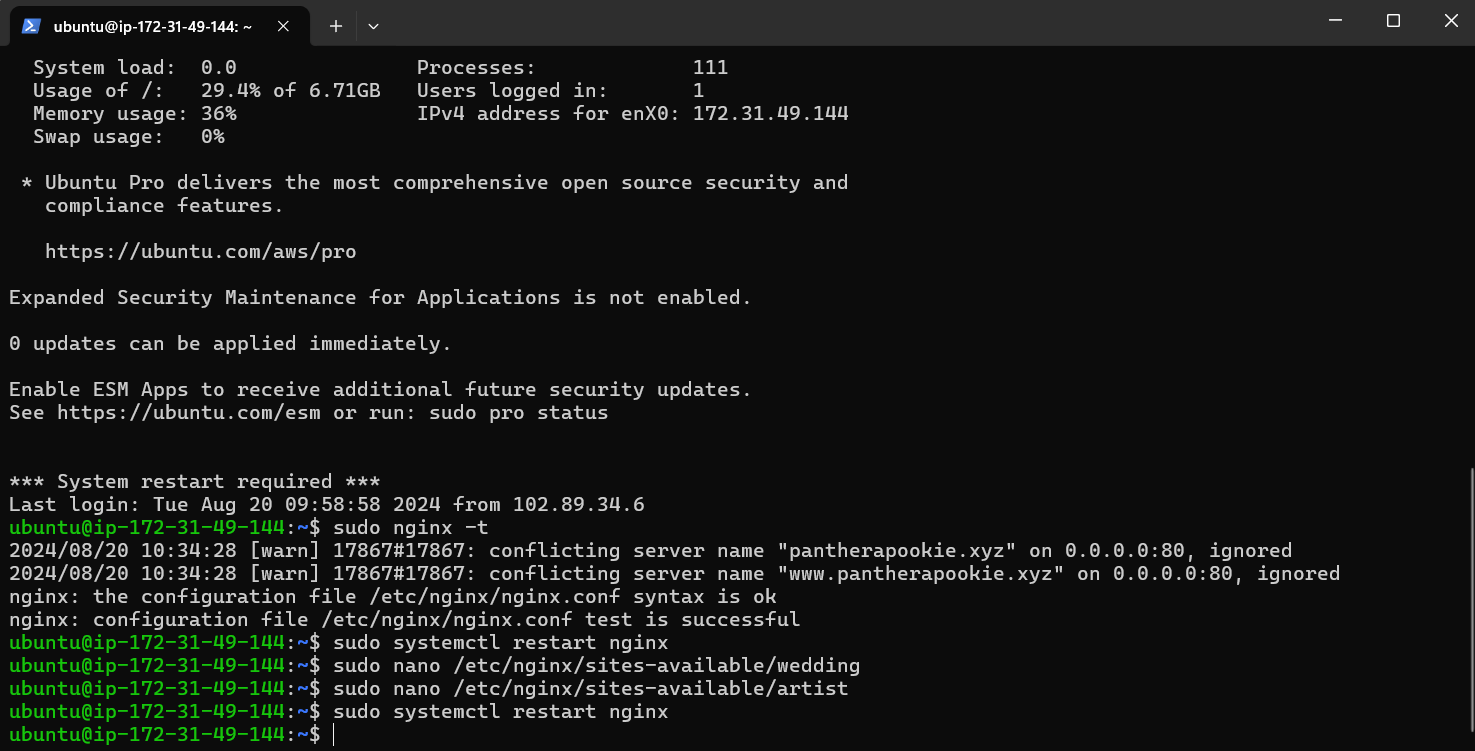 ubuntu@ip-172-31-49-144: ~
System load:  0.0               Processes:             111
Usage of /:   29.4% of 6.71GB   Users logged in:       1
Memory usage: 36%               IPv4 address for enX0: 172.31.49.144
Swap usage:   0%
* Ubuntu Pro delivers the most comprehensive open source security and
compliance features.
https://ubuntu.com/aws/pro
Expanded Security Maintenance for Applications is not enabled.
0 updates can be applied immediately.
Enable ESM Apps to receive additional future security updates.
See https://ubuntu.com/esm or run: sudo pro status
*** System restart required ***
Last login: Tue Aug 20 09:58:58 2024 from 102.89.34.6
ubuntu@ip-172-31-49-144:~$ sudo nginx -t
2024/08/20 10:34:28 [warn] 17867#17867: conflicting server name "pantherapookie.xyz" on 0.0.0.0:80, ignored
2024/08/20 10:34:28 [warn] 17867#17867: conflicting server name "www.pantherapookie.xyz" on 0.0.0.0:80, ignored
nginx: the configuration file /etc/nginx/nginx.conf syntax is ok
nginx: configuration file /etc/nginx/nginx.conf test is successful
ubuntu@ip-172-31-49-144:~$ sudo systemctl restart nginx
ubuntu@ip-172-31-49-144:~$ sudo nano /etc/nginx/sites-available/wedding
ubuntu@ip-172-31-49-144:~$ sudo nano /etc/nginx/sites-available/artist
ubuntu@ip-172-31-49-144:~$ sudo systemctl restart nginx
ubuntu@ip-172-31-49-144:~$